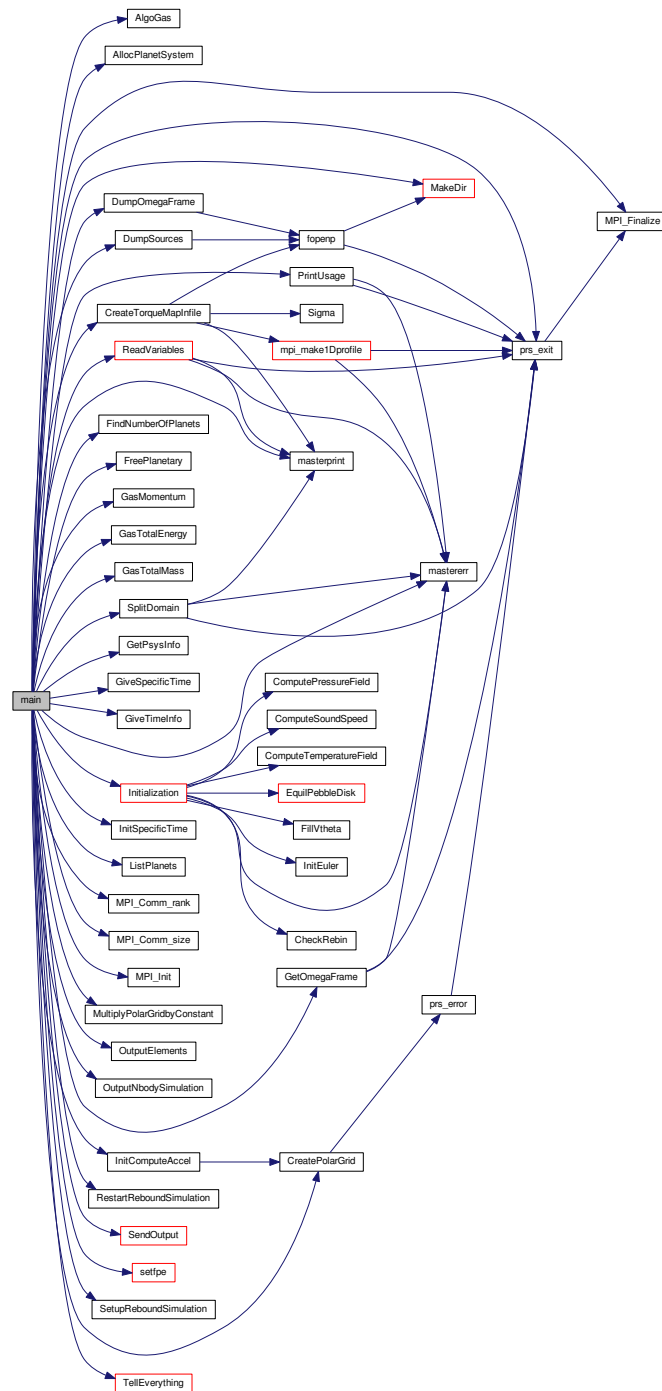 AlgoGas
AllocPlanetSystem
MakeDir
DumpOmegaFrame
MPI_Finalize
DumpSources
fopenp
PrintUsage
CreateTorqueMapInfile
Sigma
ReadVariables
mpi_make1Dprofile
prs_exit
FindNumberOfPlanets
FreePlanetary
masterprint
GasMomentum
GasTotalEnergy
GasTotalMass
mastererr
SplitDomain
GetPsysInfo
ComputePressureField
GiveSpecificTime
main
GiveTimeInfo
ComputeSoundSpeed
ComputeTemperatureField
Initialization
EquilPebbleDisk
InitSpecificTime
FillVtheta
ListPlanets
InitEuler
MPI_Comm_rank
MPI_Comm_size
CheckRebin
MPI_Init
GetOmegaFrame
MultiplyPolarGridbyConstant
prs_error
OutputElements
OutputNbodySimulation
InitComputeAccel
CreatePolarGrid
RestartReboundSimulation
SendOutput
setfpe
SetupReboundSimulation
TellEverything